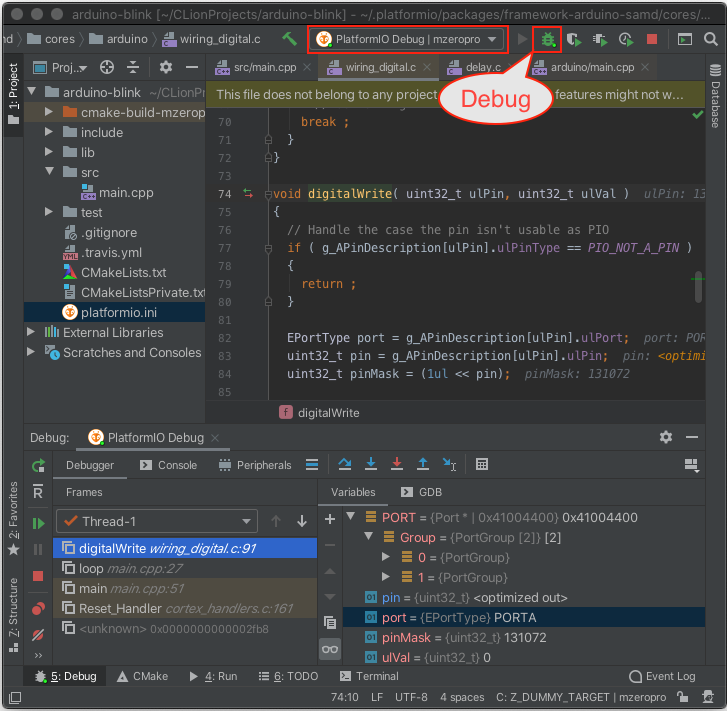 arduino-blink [~/CLionProjects/arduino-blink] - ~/.platformio/packages/framework-arduino-samd/cores/
cores arduino wiring_digital.c PlatformIO Debug | mzeropro
Proj... src/main.cpp wiring_digital.c delay.c arduino/main.cpp
1: Project
Database
This file does not belong to any project features might not w...
Debug
arduino-blink ~/CLionPro
cmake-build-mzerop
include
lib
src
main.cpp
test
.gitignore
.travis.yml
CMakeLists.txt
CMakeListsPrivate.txt
platformio.ini
External Libraries
Scratches and Consoles
70 break ;
71 }
72 }
73
74 void digitalWrite( uint32_t ulPin, uint32_t ulVal ) ulPin: 13
75 {
76 // Handle the case the pin isn't usable as PIO
77 if ( g_APinDescription[ulPin].ulPinType == PIO_NOT_A_PIN )
78 {
79 return ;
80 }
81
82 EPortType port = g_APinDescription[ulPin].ulPort; port: POR
83 uint32_t pin = g_APinDescription[ulPin].ulPin; pin: <optimi
84 uint32_t pinMask = (1ul << pin); pinMask: 131072
85
f digitalWrite
Debug: PlatformIO Debug
Debugger Console Peripherals
Frames
Thread-1
digitalWrite wiring_digital.c:91
loop main.cpp:27
main main.cpp:51
Reset_Handler cortex_handlers.c:161
<unknown> 0x0000000000002fb8
Variables GDB
PORT = {Port * | 0x41004400} 0x41004400
Group = {PortGroup [2]} [2]
0 = {PortGroup}
1 = {PortGroup}
pin = {uint32_t} <optimized out>
port = {EPortType} PORTA
pinMask = {uint32_t} 131072
ulVal = {uint32_t} 0
2: Favorites
7: Structure
5: Debug CMake 4: Run 6: TODO Terminal Event Log
74:10 LF UTF-8 4 spaces C: Z_DUMMY_TARGET | mzeropro